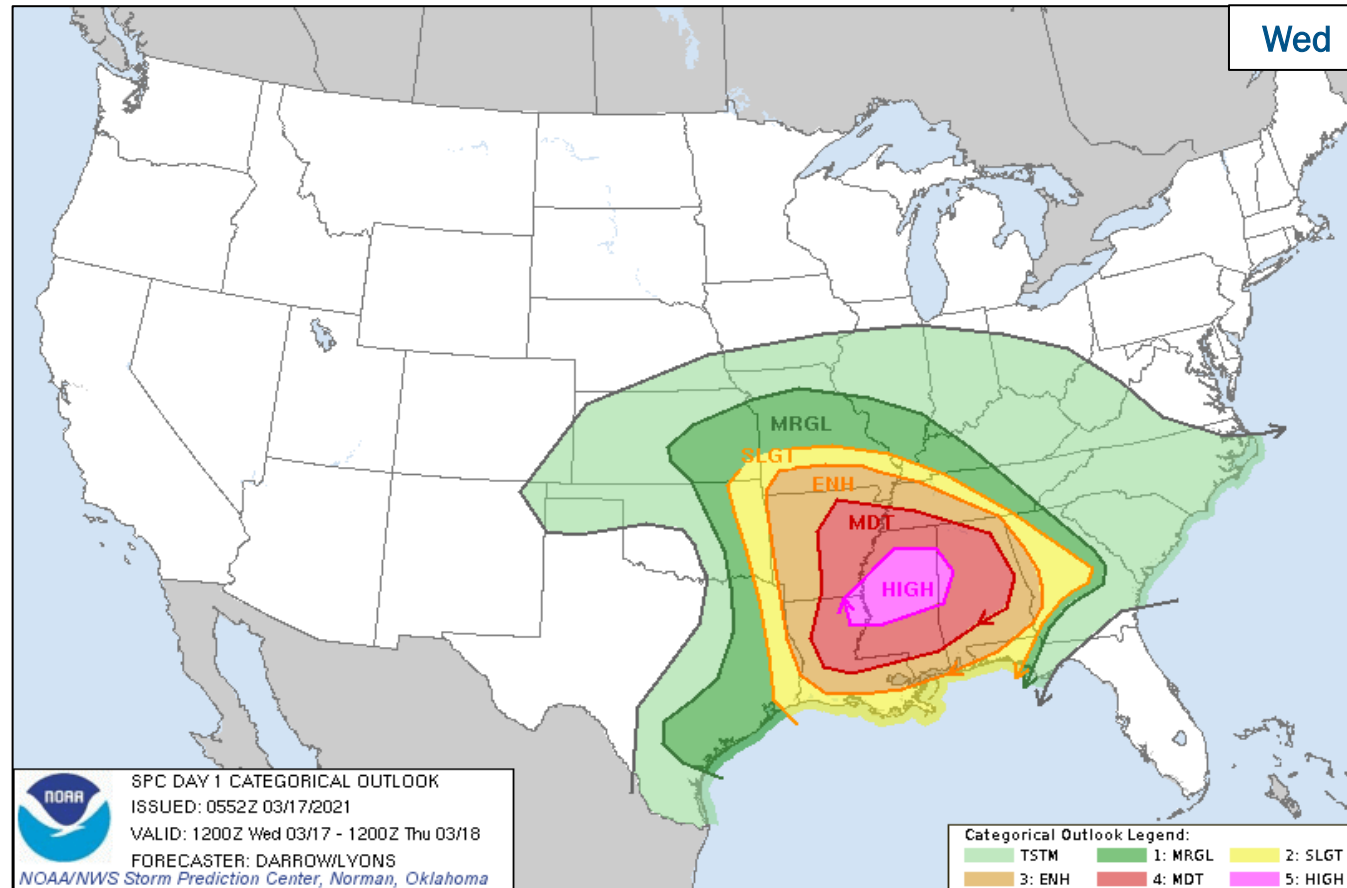 Wed
MRGL
SLGT
ENH
MDT
HIGH
NOAA
SPC DAY 1 CATEGORICAL OUTLOOK
ISSUED: 0552Z 03/17/2021
VALID: 1200Z Wed 03/17 - 1200Z Thu 03/18
FORECASTER: DARROW/LYONS
NOAA/NWS Storm Prediction Center, Norman, Oklahoma
Categorical Outlook Legend:
TSTM 1: MRGL 2: SLGT
3: ENH 4: MDT 5: HIGH